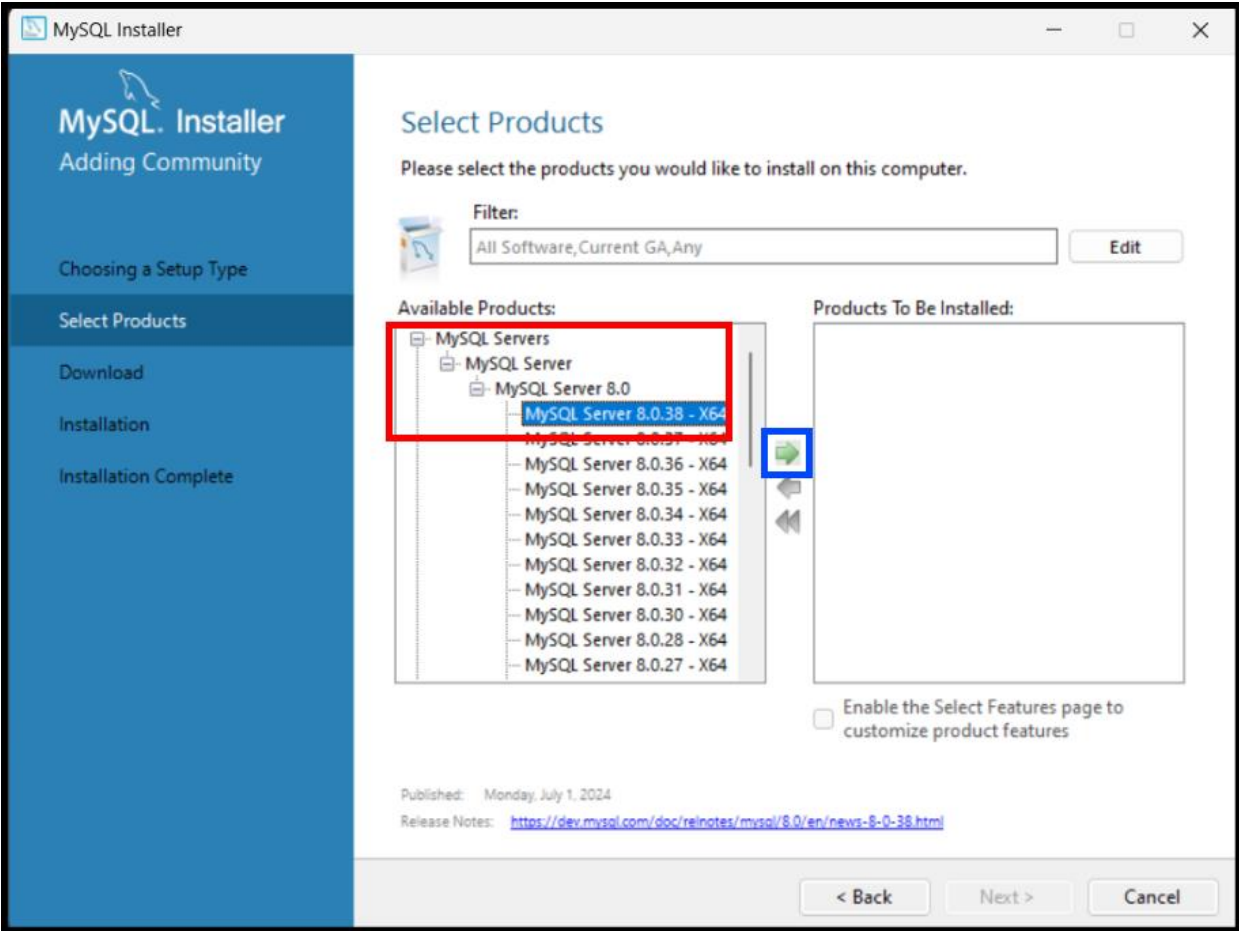 MySQL Installer
MySQL. Installer
Adding Community
Choosing a Setup Type
Select Products
Download
Installation
Installation Complete
Select Products
Please select the products you would like to install on this computer.
Filter:
All Software,Current GA,Any
Edit
Available Products:
MySQL Servers
MySQL Server
MySQL Server 8.0
MySQL Server 8.0.38 - X64
MySQL Server 8.0.37 - X64
MySQL Server 8.0.36 - X64
MySQL Server 8.0.35 - X64
MySQL Server 8.0.34 - X64
MySQL Server 8.0.33 - X64
MySQL Server 8.0.32 - X64
MySQL Server 8.0.31 - X64
MySQL Server 8.0.30 - X64
MySQL Server 8.0.28 - X64
MySQL Server 8.0.27 - X64
Products To Be Installed:
Enable the Select Features page to
customize product features
Published: Monday, July 1, 2024
Release Notes: https://dev.mysql.com/doc/relnotes/mysql/8.0/en/news-8-0-38.html
< Back Next > Cancel